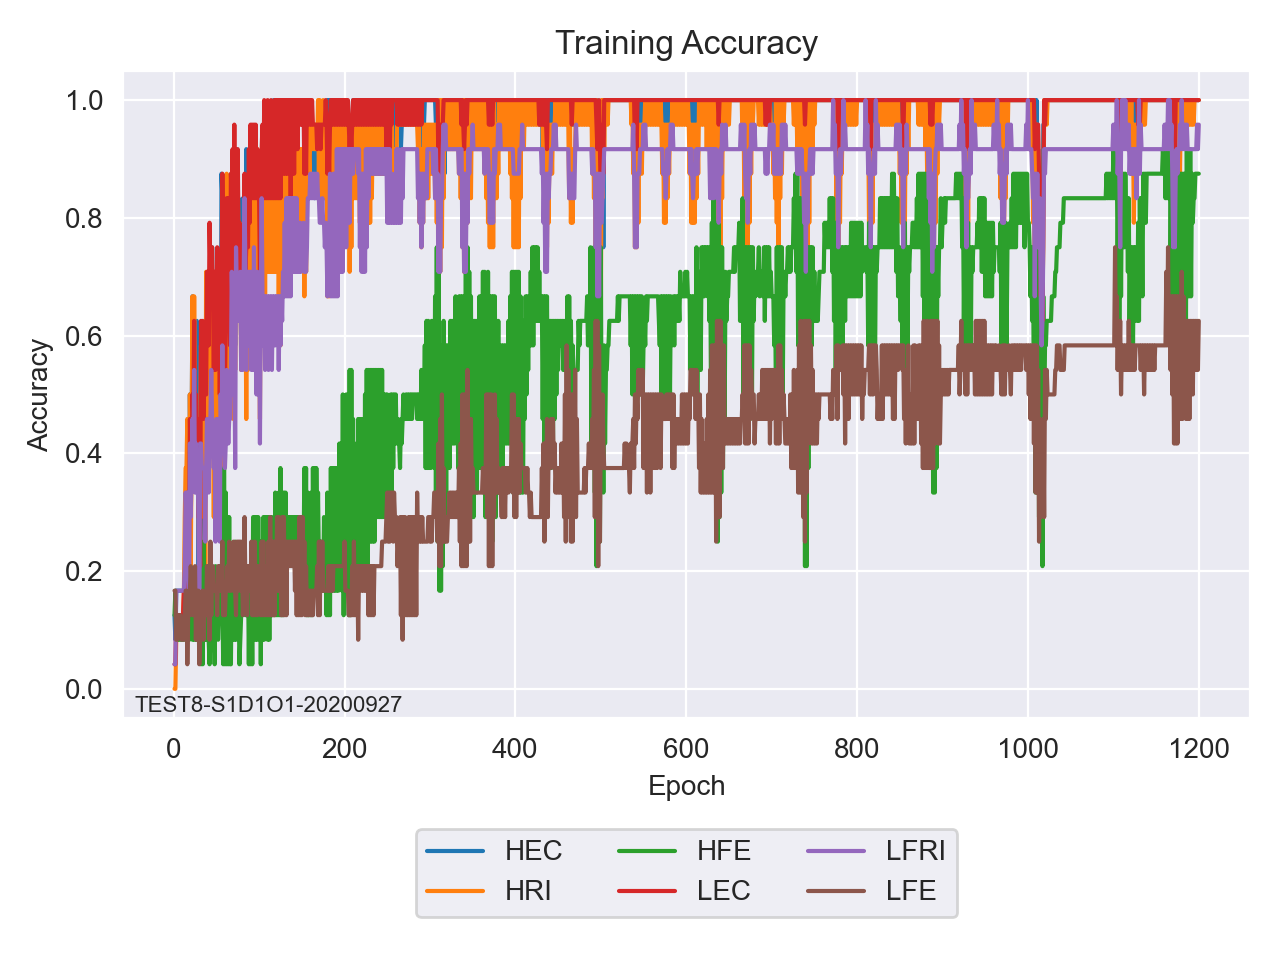 Training Accuracy
1.0
0.8
0.6
0.4
0.2
0.0
Accuracy
TEST8-S1D1O1-20200927
0 200 400 600 800 1000 1200
Epoch
HEC HFE LFRI
HRI LEC LFE